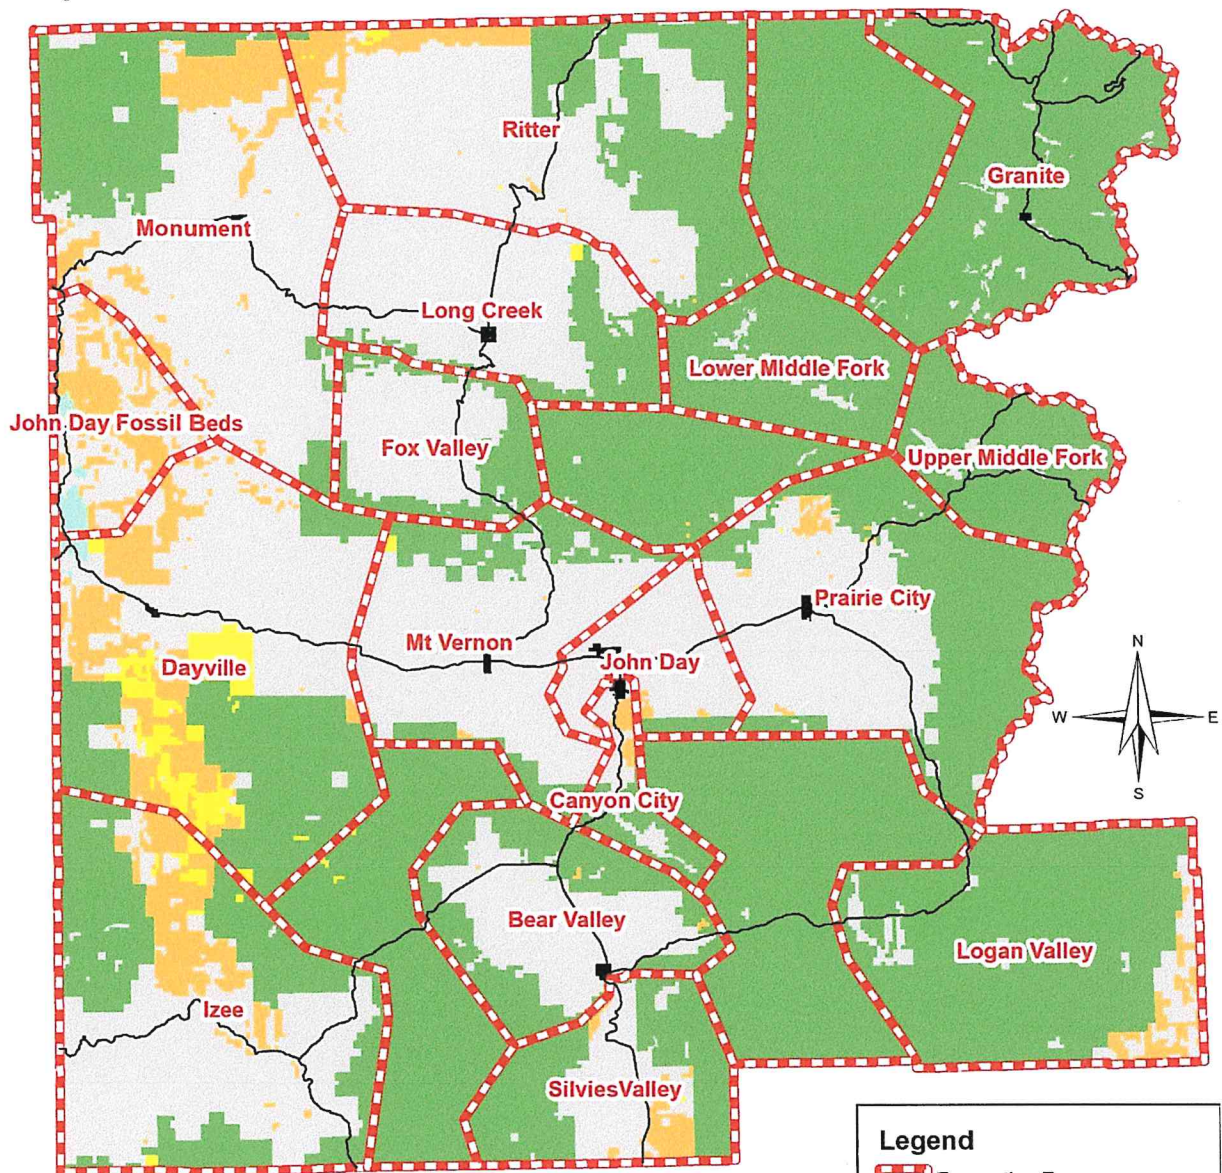 Ritter
Granite
Monument
Long Creek
Lower MIddle Fork
John Day Fossil Beds
Fox Valley
Upper Middle Fork
Prairie City
Mt Vernon
John Day
Dayville
N
W
E
S
Canyon City
Bear Valley
Logan Valley
Izee
SilviesValley
Legend